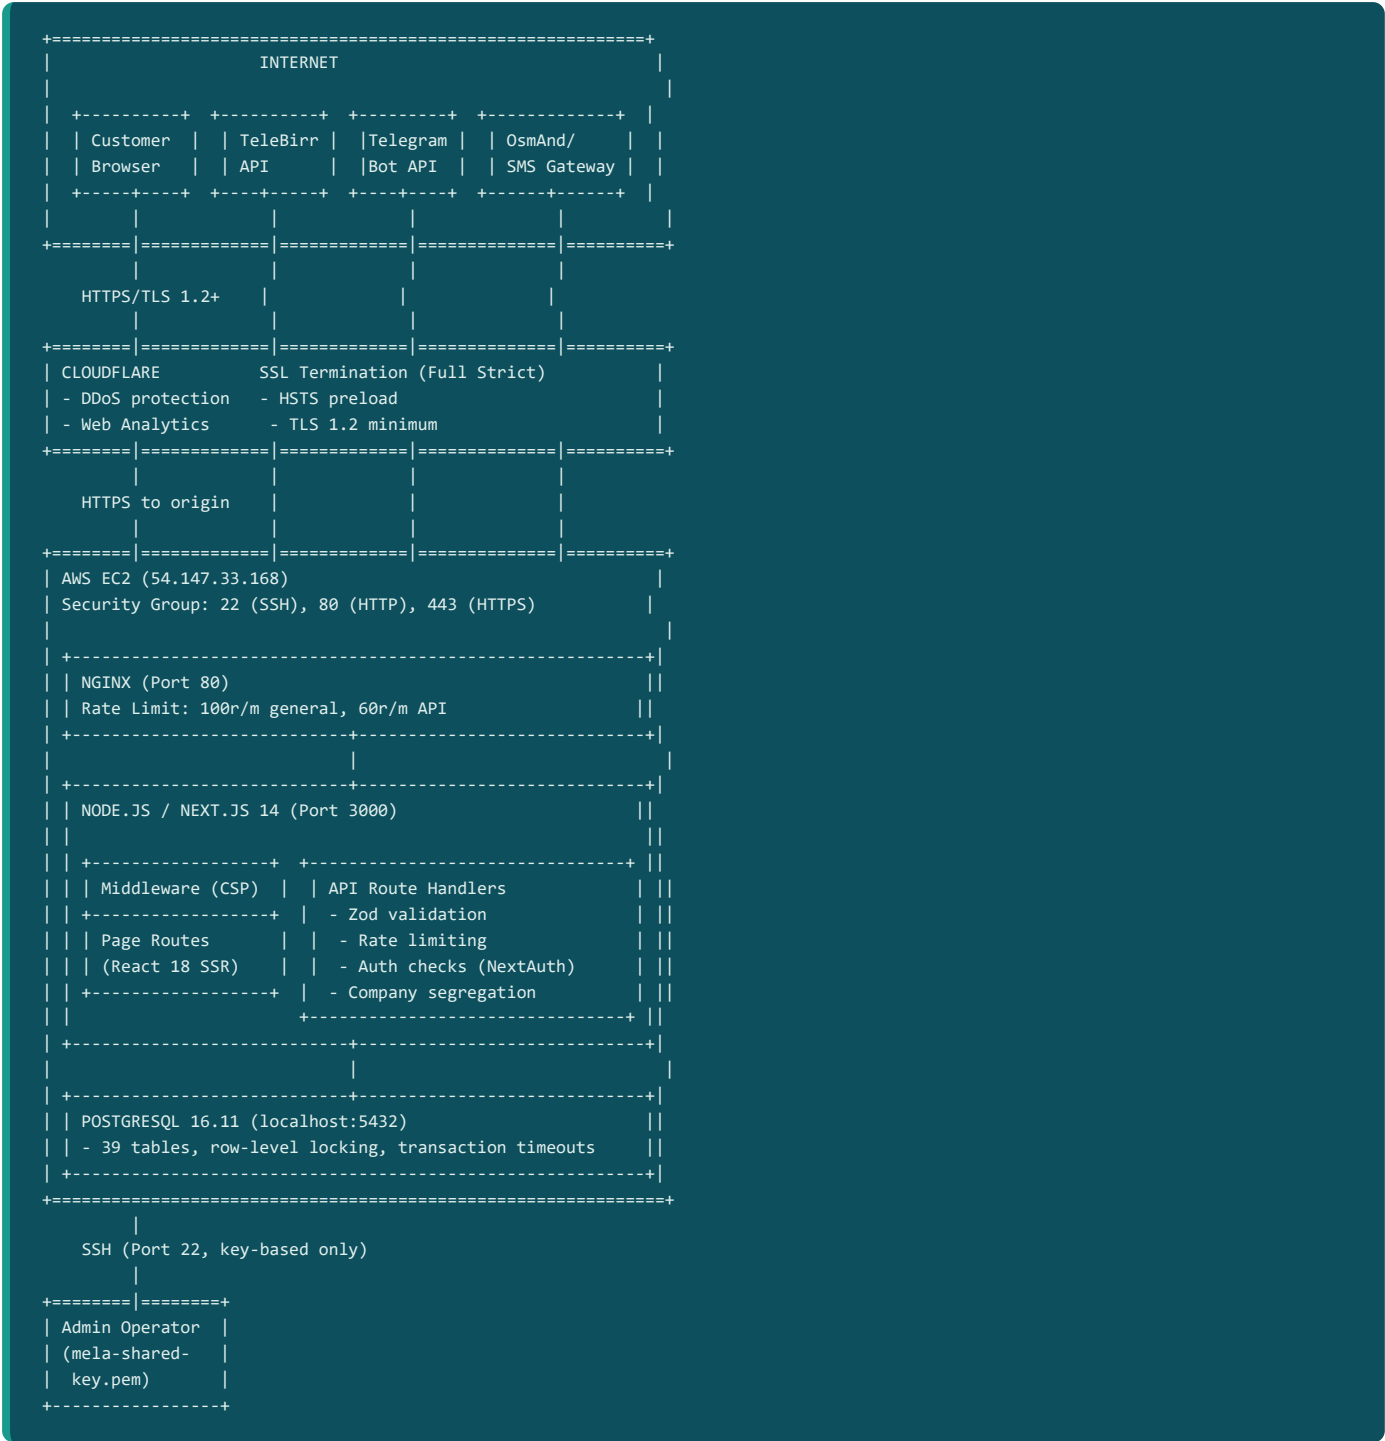 +============================================================+
|                     INTERNET                                |
|                                                              |
|  +----------+  +----------+  +---------+  +-------------+  |
|  | Customer  |  | TeleBirr |  |Telegram |  | OsmAnd/     |  |
|  | Browser   |  | API      |  |Bot API  |  | SMS Gateway |  |
|  +-----+----+  +----+-----+  +----+----+  +------+------+  |
|        |             |             |              |          |
+========|=============|=============|==============|==========+
         |             |             |              |
    HTTPS/TLS 1.2+    |             |              |
         |             |             |              |
+========|=============|=============|==============|==========+
| CLOUDFLARE          SSL Termination (Full Strict)           |
| - DDoS protection   - HSTS preload                          |
| - Web Analytics      - TLS 1.2 minimum                      |
+========|=============|=============|==============|==========+
         |             |             |              |
    HTTPS to origin    |             |              |
         |             |             |              |
+========|=============|=============|==============|==========+
| AWS EC2 (54.147.33.168)                                     |
| Security Group: 22 (SSH), 80 (HTTP), 443 (HTTPS)           |
|                                                              |
| +----------------------------------------------------------+|
| | NGINX (Port 80)                                          ||
| | Rate Limit: 100r/m general, 60r/m API                   ||
| +----------------------------+-----------------------------+|
|                              |                               |
| +----------------------------+-----------------------------+|
| | NODE.JS / NEXT.JS 14 (Port 3000)                        ||
| |                                                          ||
| | +------------------+  +--------------------------------+ ||
| | | Middleware (CSP)  |  | API Route Handlers             | ||
| | +------------------+  |  - Zod validation               | ||
| | | Page Routes       |  |  - Rate limiting               | ||
| | | (React 18 SSR)    |  |  - Auth checks (NextAuth)      | ||
| | +------------------+  |  - Company segregation          | ||
| |                       +--------------------------------+ ||
| +----------------------------+-----------------------------+|
|                              |                               |
| +----------------------------+-----------------------------+|
| | POSTGRESQL 16.11 (localhost:5432)                        ||
| | - 39 tables, row-level locking, transaction timeouts     ||
| +----------------------------------------------------------+|
+==============================================================+
         |
    SSH (Port 22, key-based only)
         |
+========|========+
| Admin Operator  |
| (mela-shared-   |
|  key.pem)       |
+-----------------+